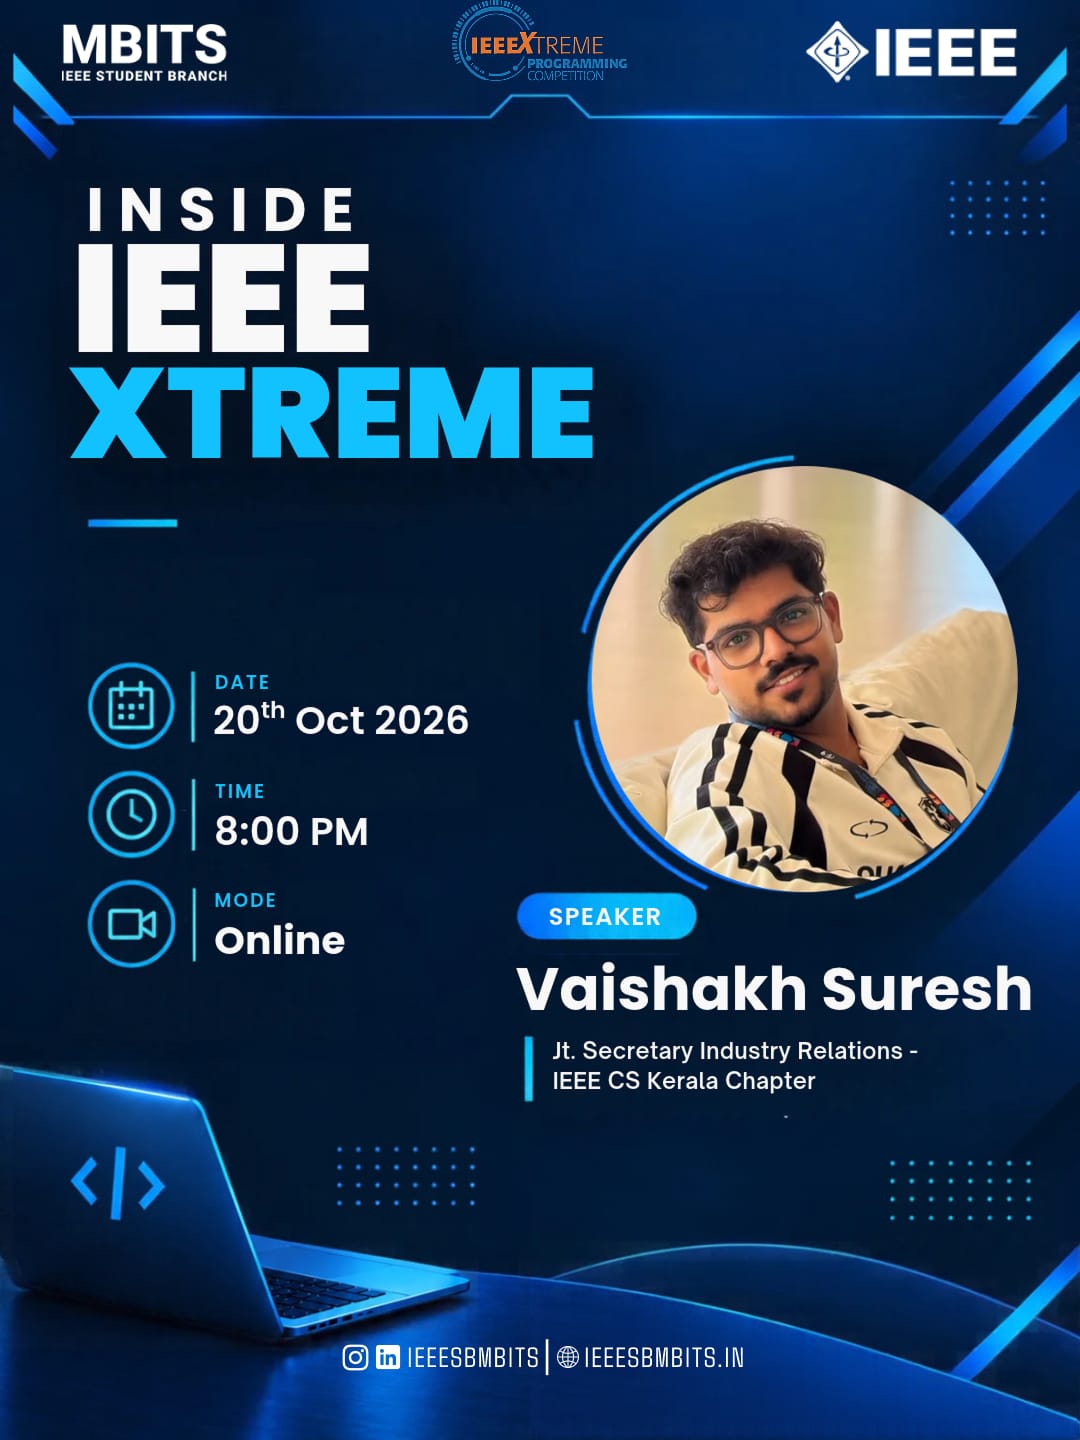 MBITS
IEEE STUDENT BRANCH
IEEEXTREME
PROGRAMMING
COMPETITION
IEEE
INSIDE
IEEE
XTREME
DATE
20th Oct 2026
TIME
8:00 PM
MODE
Online
SPEAKER
Vaishakh Suresh
Jt. Secretary Industry Relations -
IEEE CS Kerala Chapter
</>
IEEESBMBITS | IEEESBMBITS.IN